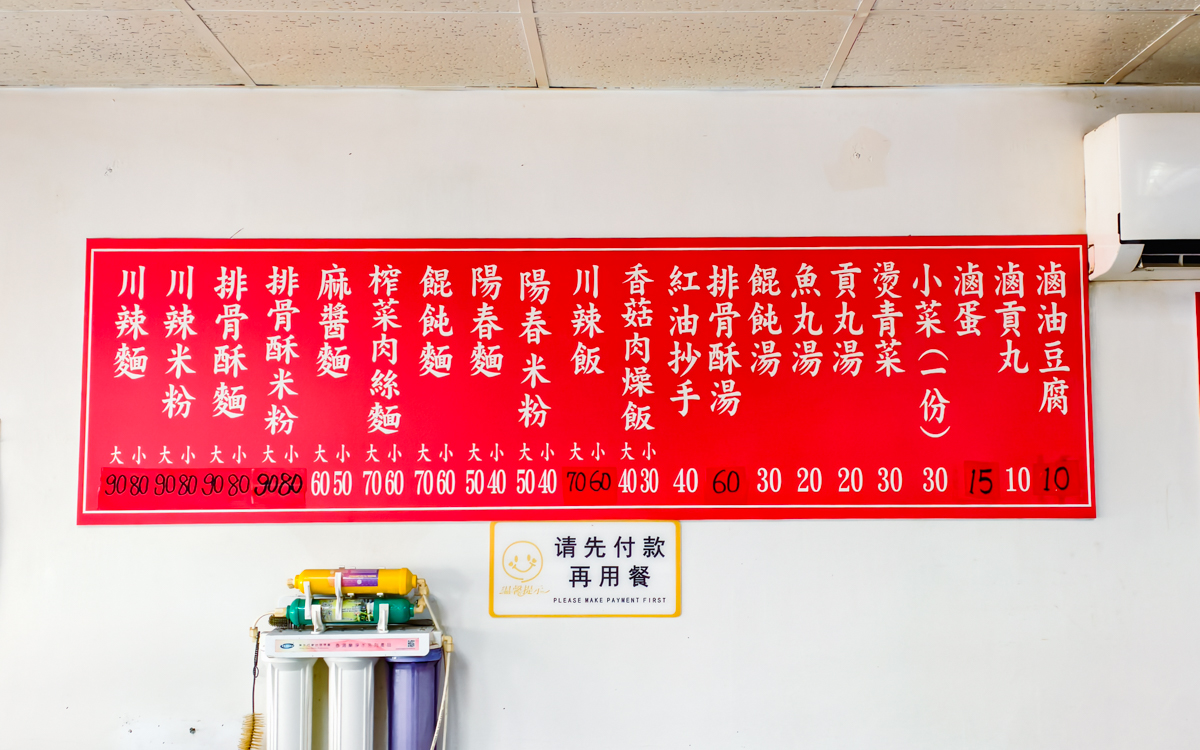 川辣麵 大 小 90 80
川辣米粉 大 小 90 80
排骨酥麵 大 小 90 80
排骨酥米粉 大 小 90 80
麻醬麵 大 小 60 50
榨菜肉絲麵 大 小 70 60
餛飩麵 大 小 70 60
陽春麵 大 小 50 40
陽春米粉 大 小 50 40
川辣飯 大 小 70 60
香菇肉燥飯 大 小 40 30
紅油抄手 40
排骨酥湯 60
餛飩湯 30
魚丸湯 20
貢丸湯 20
燙青菜 30
小菜(一份) 30
滷蛋 15
滷貢丸 10
滷油豆腐 10
请先付款
再用餐
温馨提示
PLEASE MAKE PAYMENT FIRST